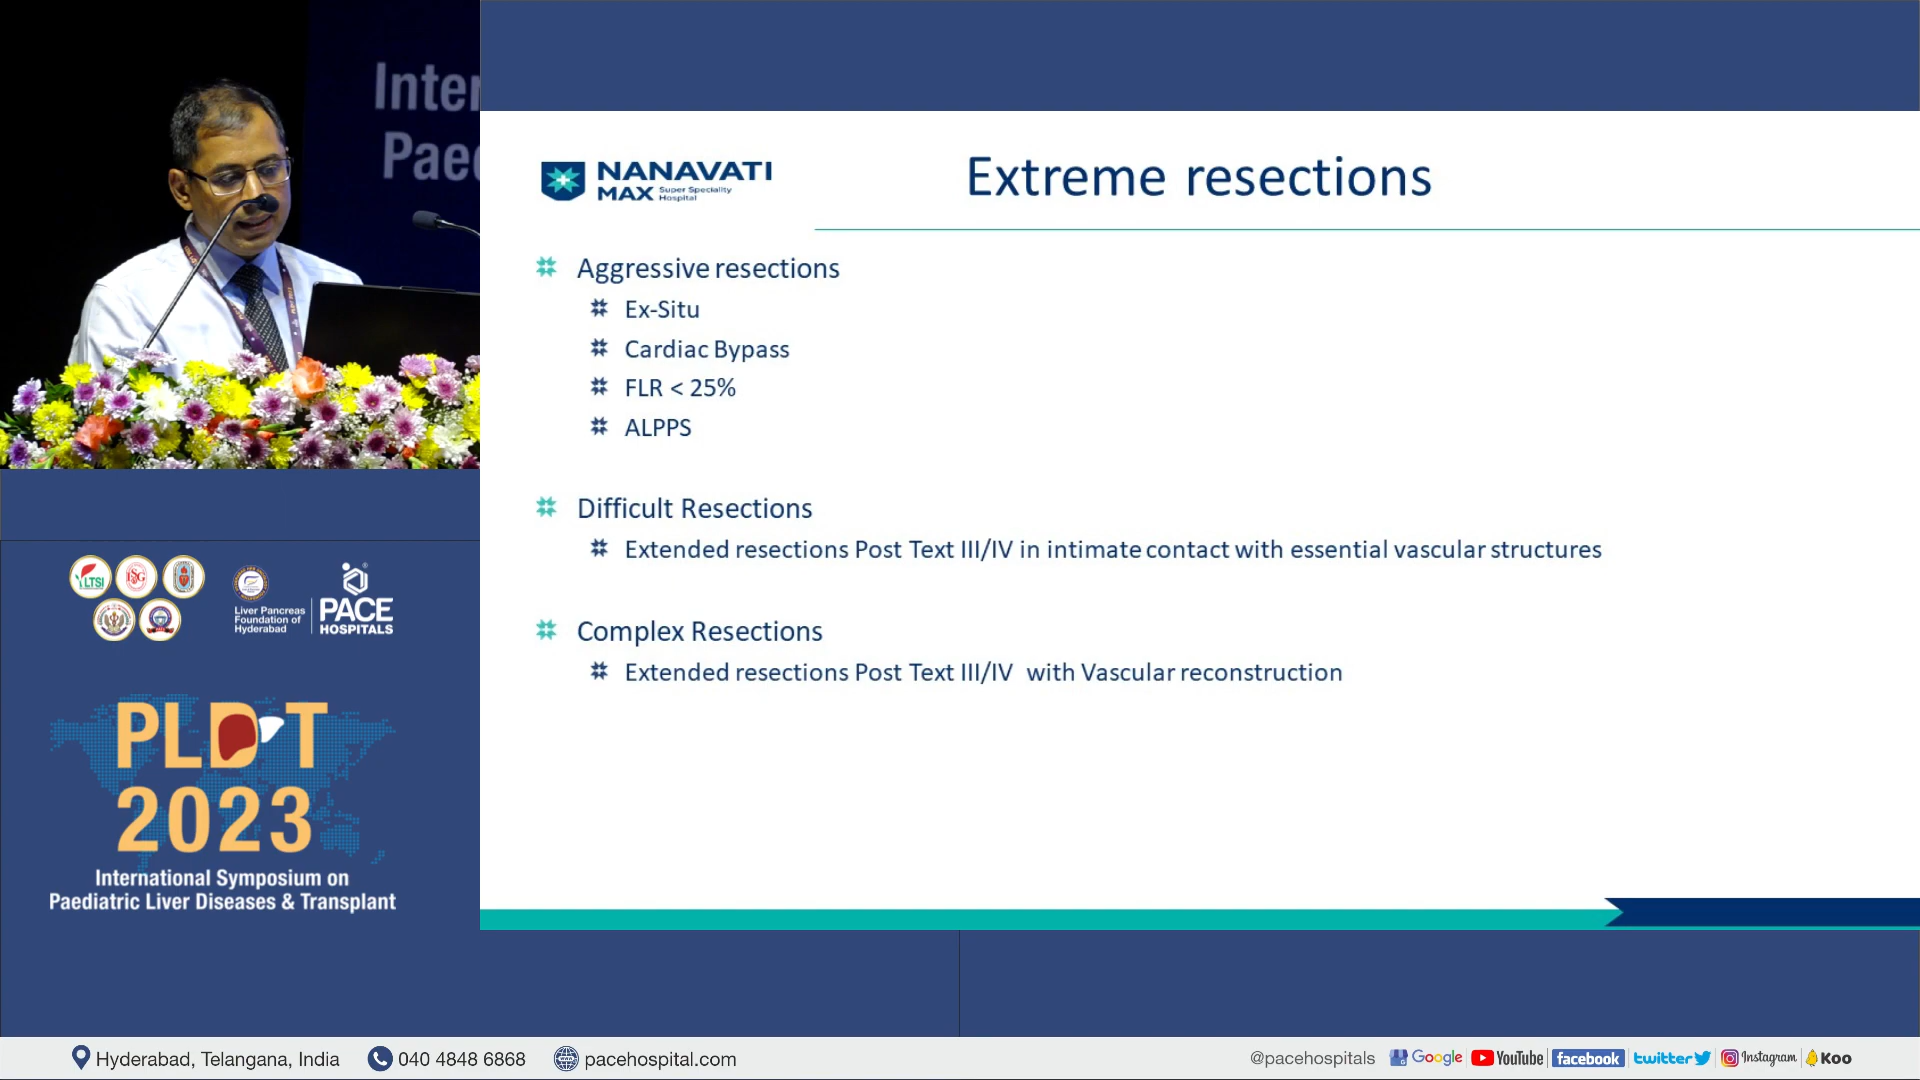 Inter
Paed
NANAVATI
MAX Super Speciality Hospital
Extreme resections
Aggressive resections
Ex-Situ
Cardiac Bypass
FLR < 25%
ALPPS
Difficult Resections
Extended resections Post Text III/IV in intimate contact with essential vascular structures
Complex Resections
Extended resections Post Text III/IV with Vascular reconstruction
LTSI
ISG
Liver Pancreas
Foundation of
Hyderabad
PACE
HOSPITALS
PLD T
2023
International Symposium on
Paediatric Liver Diseases & Transplant
Hyderabad, Telangana, India
040 4848 6868
pacehospital.com
@pacehospitals
Google
YouTube
facebook
twitter
Instagram
Koo